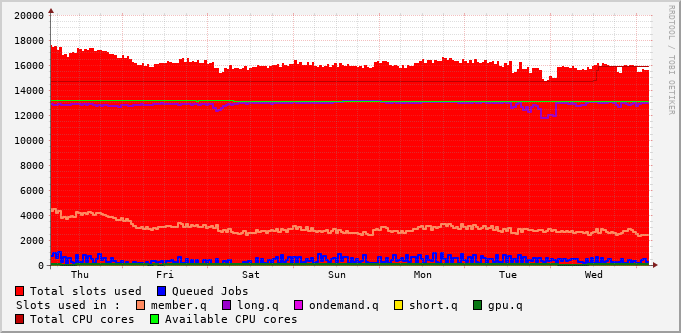 20000
18000
16000
14000
12000
10000
8000
6000
4000
2000
0
Thu Fri Sat Sun Mon Tue Wed
RRDTOOL / TOBI OETIKER
Total slots used Queued Jobs
Slots used in : member.q long.q ondemand.q short.q gpu.q
Total CPU cores Available CPU cores